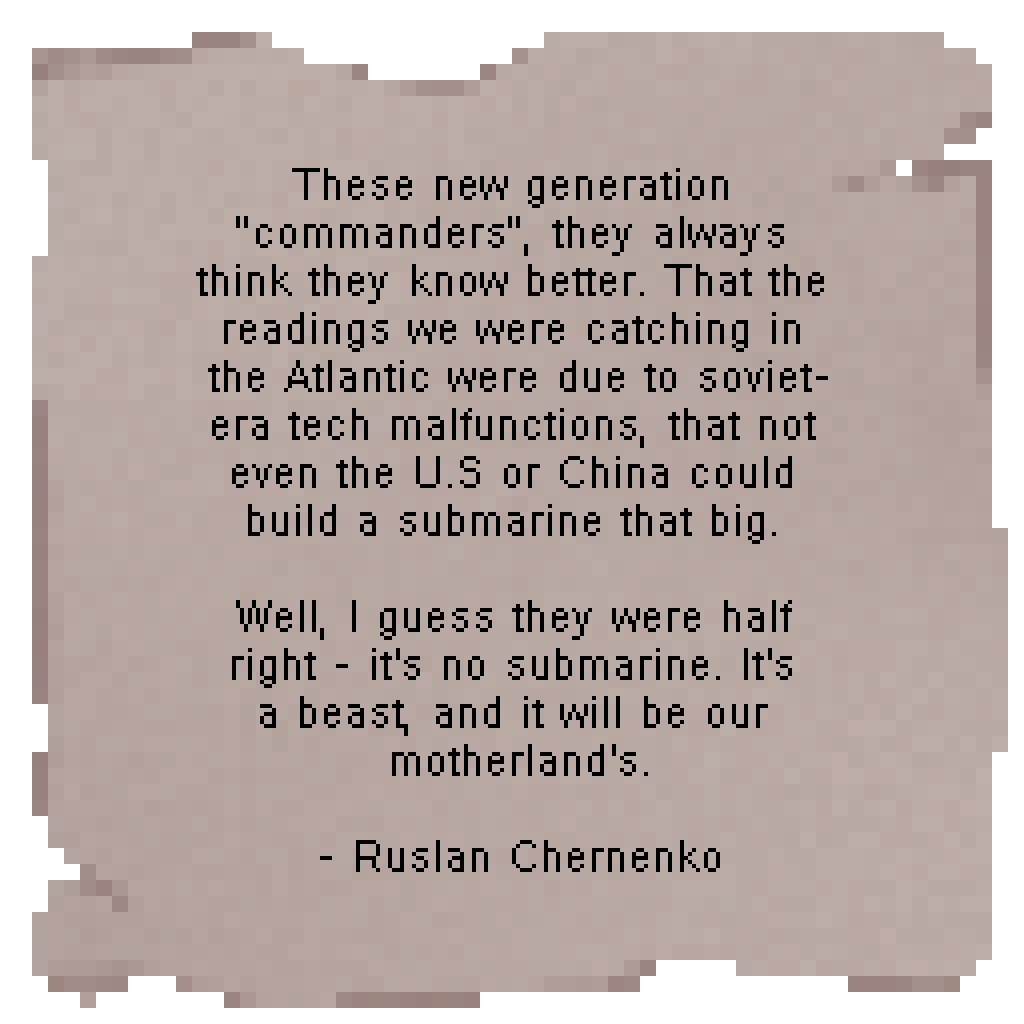 These new generation
"commanders", they always
think they know better. That the
readings we were catching in
the Atlantic were due to soviet-
era tech malfunctions, that not
even the U.S or China could
build a submarine that big.
Well, I guess they were half
right - it's no submarine. It's
a beast, and it will be our
motherland's.
- Ruslan Chernenko